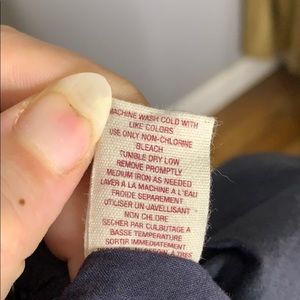 MACHINE WASH COLD WITH
LIKE COLORS
USE ONLY NON-CHLORINE
BLEACH
TUMBLE DRY LOW
REMOVE PROMPTLY
MEDIUM IRON AS NEEDED
LAVER A LA MACHINE A L'EAU
FROIDE SEPAREMENT
UTILISER UN JAVELLISANT
NON CHLORE
SECHER PAR CULBUTAGE A
BASSE TEMPERATURE
SORTIR IMMEDIATEMENT
A TRES